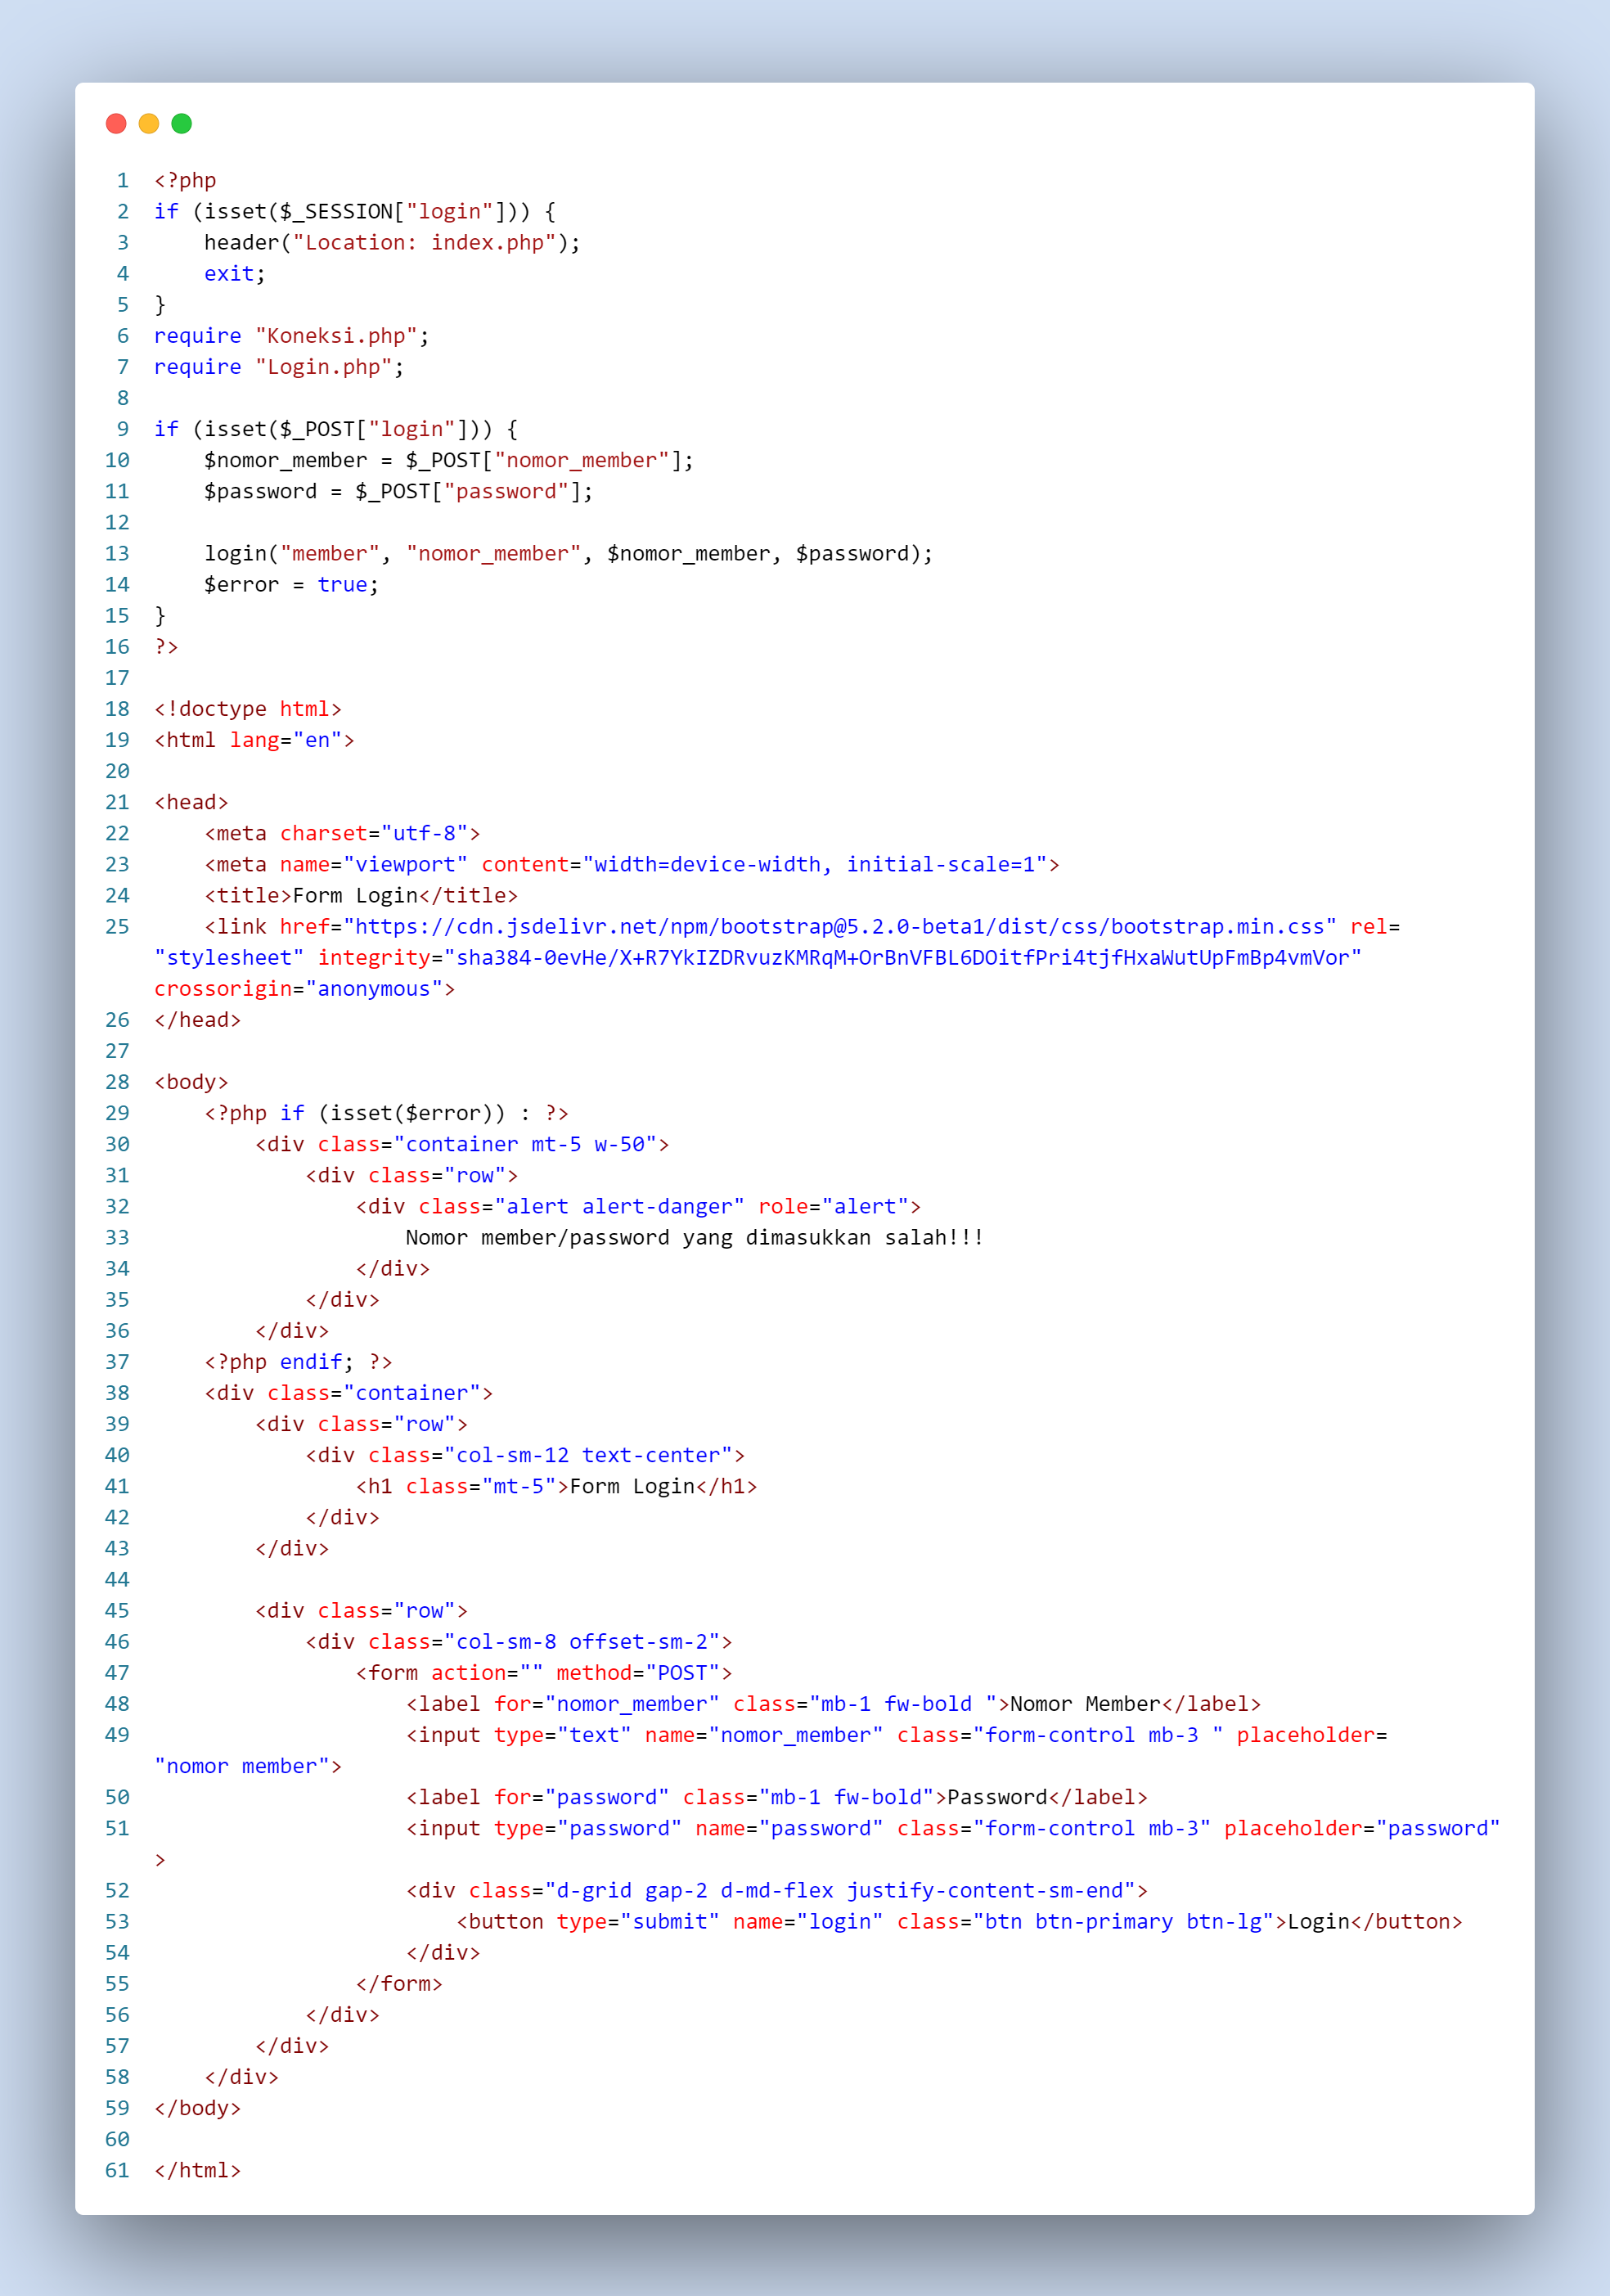 1 <?php
2 if (isset($_SESSION["login"])) {
3     header("Location: index.php");
4     exit;
5 }
6 require "Koneksi.php";
7 require "Login.php";
8
9 if (isset($_POST["login"])) {
10     $nomor_member = $_POST["nomor_member"];
11     $password = $_POST["password"];
12
13     login("member", "nomor_member", $nomor_member, $password);
14     $error = true;
15 }
16 ?>
17
18 <!doctype html>
19 <html lang="en">
20
21 <head>
22     <meta charset="utf-8">
23     <meta name="viewport" content="width=device-width, initial-scale=1">
24     <title>Form Login</title>
25     <link href="https://cdn.jsdelivr.net/npm/bootstrap@5.2.0-beta1/dist/css/bootstrap.min.css" rel=
"stylesheet" integrity="sha384-0evHe/X+R7YkIZDRvuzKMRqM+OrBnVFBL6DOitfPri4tjfHxaWutUpFmBp4vmVor"
crossorigin="anonymous">
26 </head>
27
28 <body>
29     <?php if (isset($error)) : ?>
30         <div class="container mt-5 w-50">
31             <div class="row">
32                 <div class="alert alert-danger" role="alert">
33                     Nomor member/password yang dimasukkan salah!!!
34                 </div>
35             </div>
36         </div>
37     <?php endif; ?>
38     <div class="container">
39         <div class="row">
40             <div class="col-sm-12 text-center">
41                 <h1 class="mt-5">Form Login</h1>
42             </div>
43         </div>
44
45         <div class="row">
46             <div class="col-sm-8 offset-sm-2">
47                 <form action="" method="POST">
48                     <label for="nomor_member" class="mb-1 fw-bold ">Nomor Member</label>
49                     <input type="text" name="nomor_member" class="form-control mb-3 " placeholder=
"nomor member">
50                     <label for="password" class="mb-1 fw-bold">Password</label>
51                     <input type="password" name="password" class="form-control mb-3" placeholder="password"
>
52                     <div class="d-grid gap-2 d-md-flex justify-content-sm-end">
53                         <button type="submit" name="login" class="btn btn-primary btn-lg">Login</button>
54                     </div>
55                 </form>
56             </div>
57         </div>
58     </div>
59 </body>
60
61 </html>